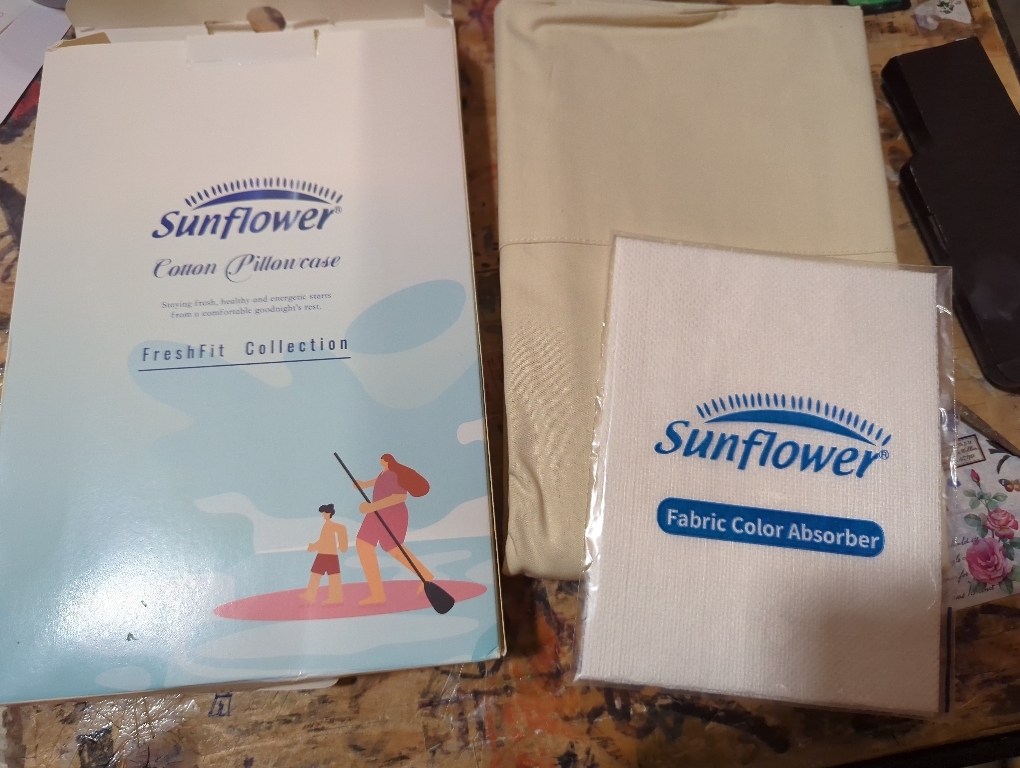 Sunflower®
Cotton Pillowcase
Staying fresh, healthy and energetic starts
from a comfortable goodnight's rest.
FreshFit Collection
Sunflower®
Fabric Color Absorber